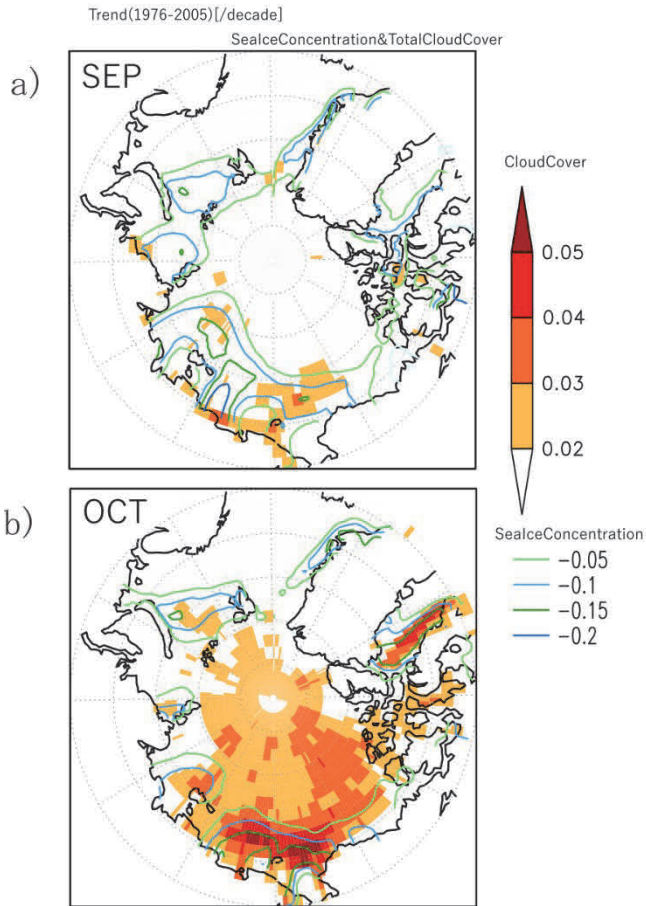 Trend(1976-2005)[/decade]
SeaIceConcentration&TotalCloudCover
a)
SEP
CloudCover
0.05
0.04
0.03
0.02
b)
OCT
SeaIceConcentration
−0.05
−0.1
−0.15
−0.2